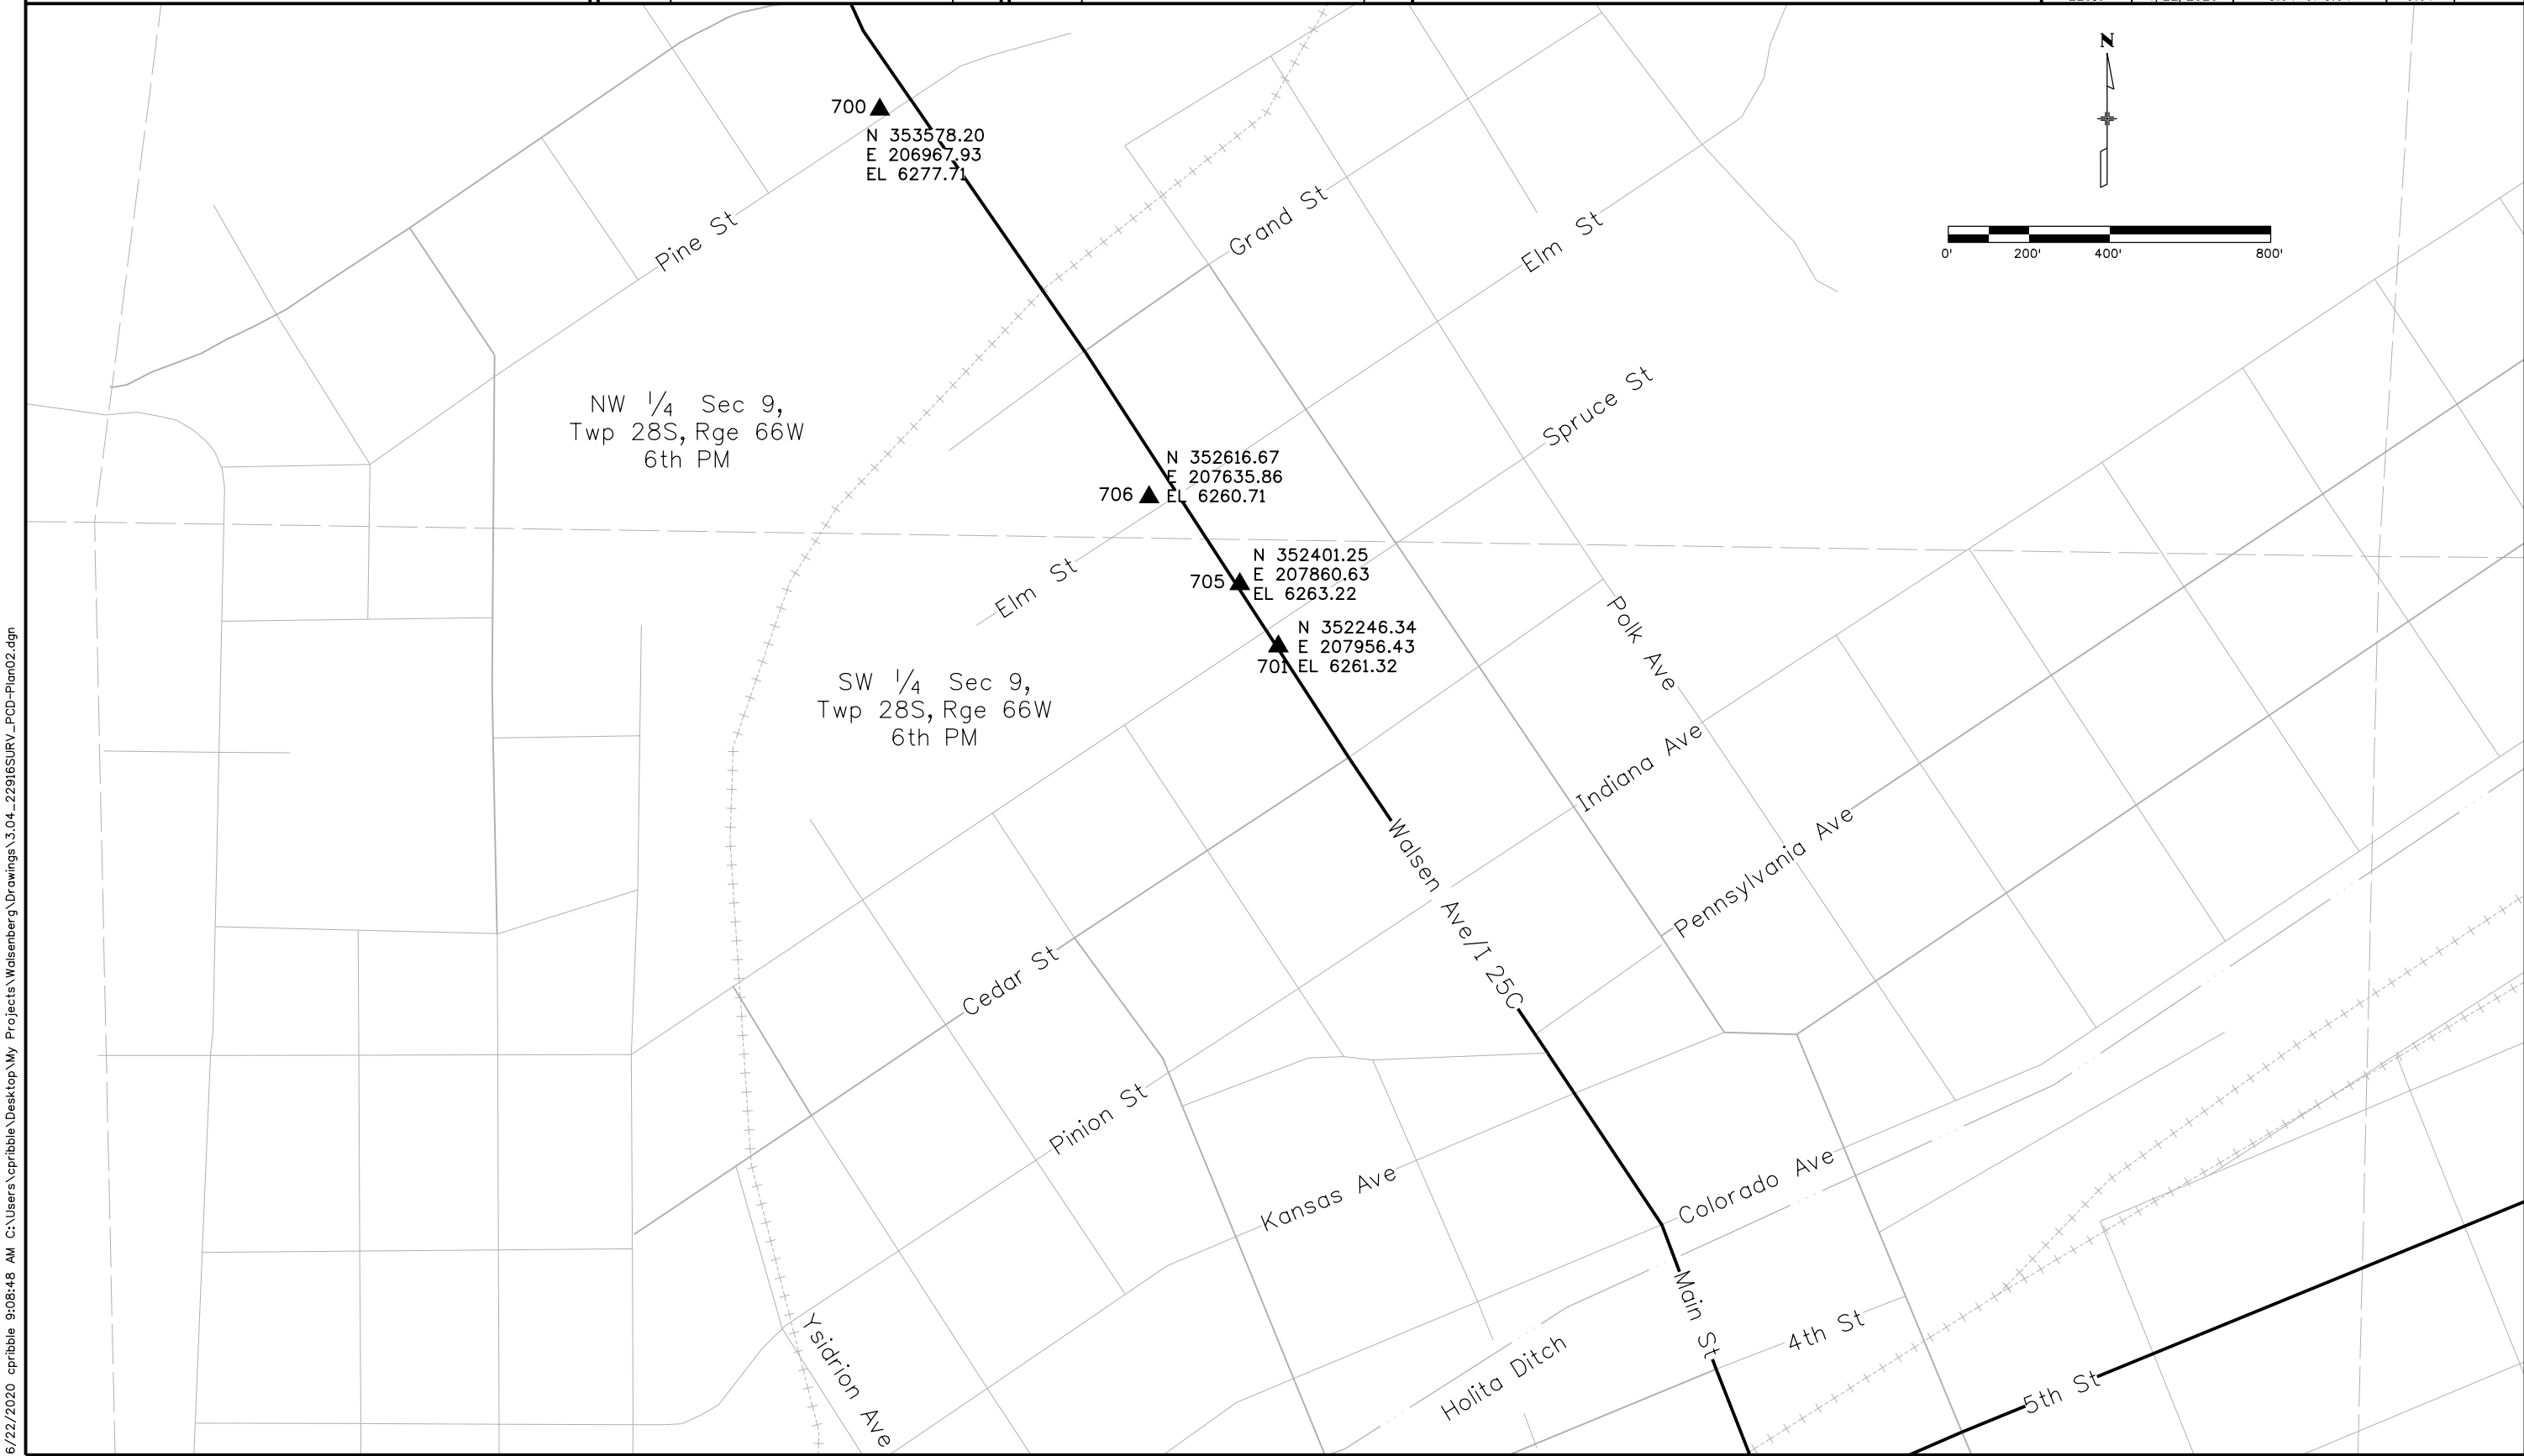 N
0' 200' 400' 800'
700
N 353578.20
E 206967.93
EL 6277.71
Pine St
Grand St
Elm St
Spruce St
NW 1/4 Sec 9,
Twp 28S, Rge 66W
6th PM
N 352616.67
E 207635.86
706 EL 6260.71
N 352401.25
705 E 207860.63
EL 6263.22
Elm St
N 352246.34
E 207956.43
701 EL 6261.32
Polk Ave
SW 1/4 Sec 9,
Twp 28S, Rge 66W
6th PM
Indiana Ave
Walsen Ave/I 25C
Pennsylvania Ave
Cedar St
Pinion St
Kansas Ave
Colorado Ave
Main St
4th St
Ysidrion Ave
Holita Ditch
5th St
6/22/2020 cpribble 9:08:48 AM C:\Users\cpribble\Desktop\My Projects\Walsenberg\Drawings\3.04_22916SURV_PCD-Plan02.dgn